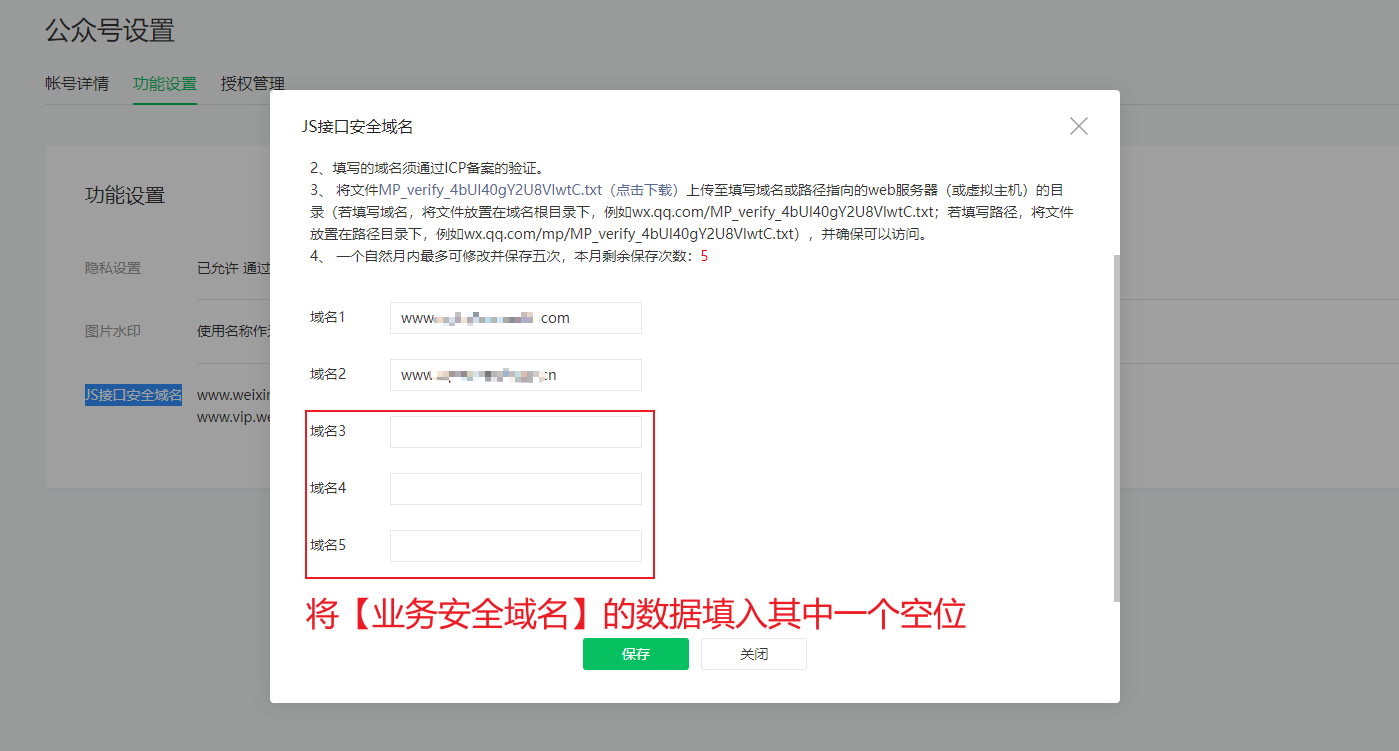 公众号设置
帐号详情 功能设置 授权管理
功能设置
隐私设置 已允许 通过
图片水印 使用名称作为
JS接口安全域名 www.weixin
www.vip.we
JS接口安全域名
2、填写的域名须通过ICP备案的验证。
3、 将文件MP_verify_4bUI40gY2U8VIwtC.txt（点击下载）上传至填写域名或路径指向的web服务器（或虚拟主机）的目
录（若填写域名，将文件放置在域名根目录下，例如wx.qq.com/MP_verify_4bUI40gY2U8VIwtC.txt；若填写路径，将文件
放置在路径目录下，例如wx.qq.com/mp/MP_verify_4bUI40gY2U8VIwtC.txt），并确保可以访问。
4、 一个自然月内最多可修改并保存五次，本月剩余保存次数：5
域名1 www. .com
域名2 www. cn
域名3
域名4
域名5
将【业务安全域名】的数据填入其中一个空位
保存 关闭